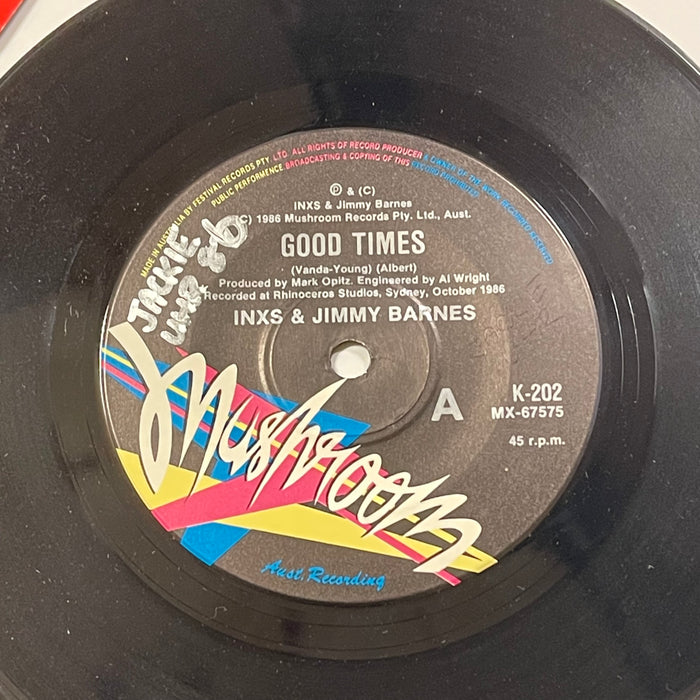 MADE IN AUSTRALIA BY FESTIVAL RECORDS PTY. LTD. ALL RIGHTS OF RECORD PRODUCER & OWNER OF THE WORK RECORDED RESERVED
PUBLIC PERFORMENCE BROADCASTING & COPYING OF THIS RECORD PROHIBITED
Ⓟ & (C)
INXS & Jimmy Barnes
(C) 1986 Mushroom Records Pty. Ltd., Aust.
GOOD TIMES
(Vanda-Young) (Albert)
Produced by Mark Opitz. Engineered by Al Wright
Recorded at Rhinoceros Studios, Sydney, October 1986
INXS & JIMMY BARNES
JACKIE
86
A
K-202
MX-67575
45 r.p.m.
Mushroom
Aust. Recording